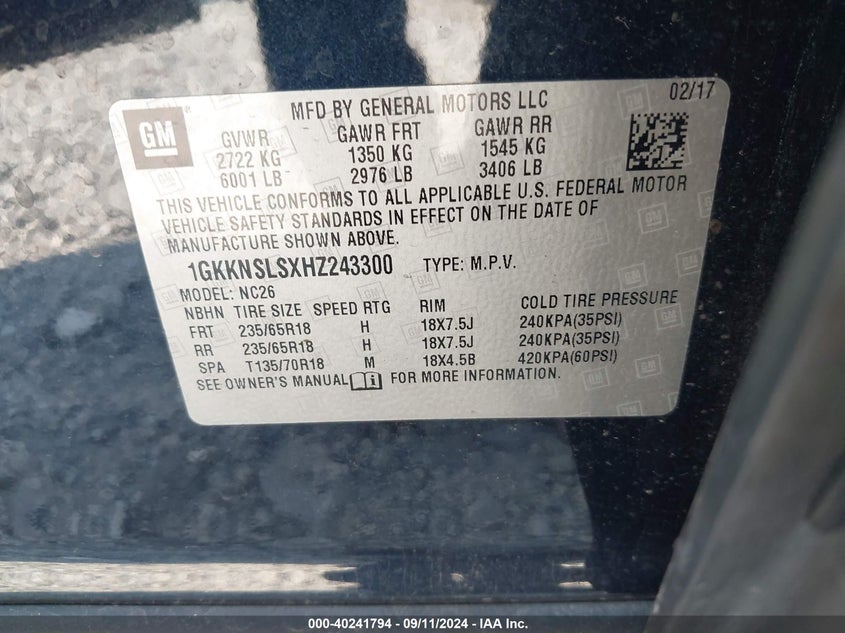 MFD BY GENERAL MOTORS LLC 02/17
GM
GVWR GAWR FRT GAWR RR
2722 KG 1350 KG 1545 KG
6001 LB 2976 LB 3406 LB
THIS VEHICLE CONFORMS TO ALL APPLICABLE U.S. FEDERAL MOTOR
VEHICLE SAFETY STANDARDS IN EFFECT ON THE DATE OF
MANUFACTURE SHOWN ABOVE.
1GKKNSLSXHZ243300 TYPE: M.P.V.
MODEL: NC26
NBHN TIRE SIZE SPEED RTG RIM COLD TIRE PRESSURE
FRT 235/65R18 H 18X7.5J 240KPA(35PSI)
RR 235/65R18 H 18X7.5J 240KPA(35PSI)
SPA T135/70R18 M 18X4.5B 420KPA(60PSI)
SEE OWNER'S MANUAL FOR MORE INFORMATION.
000-40241794 - 09/11/2024 - IAA Inc.